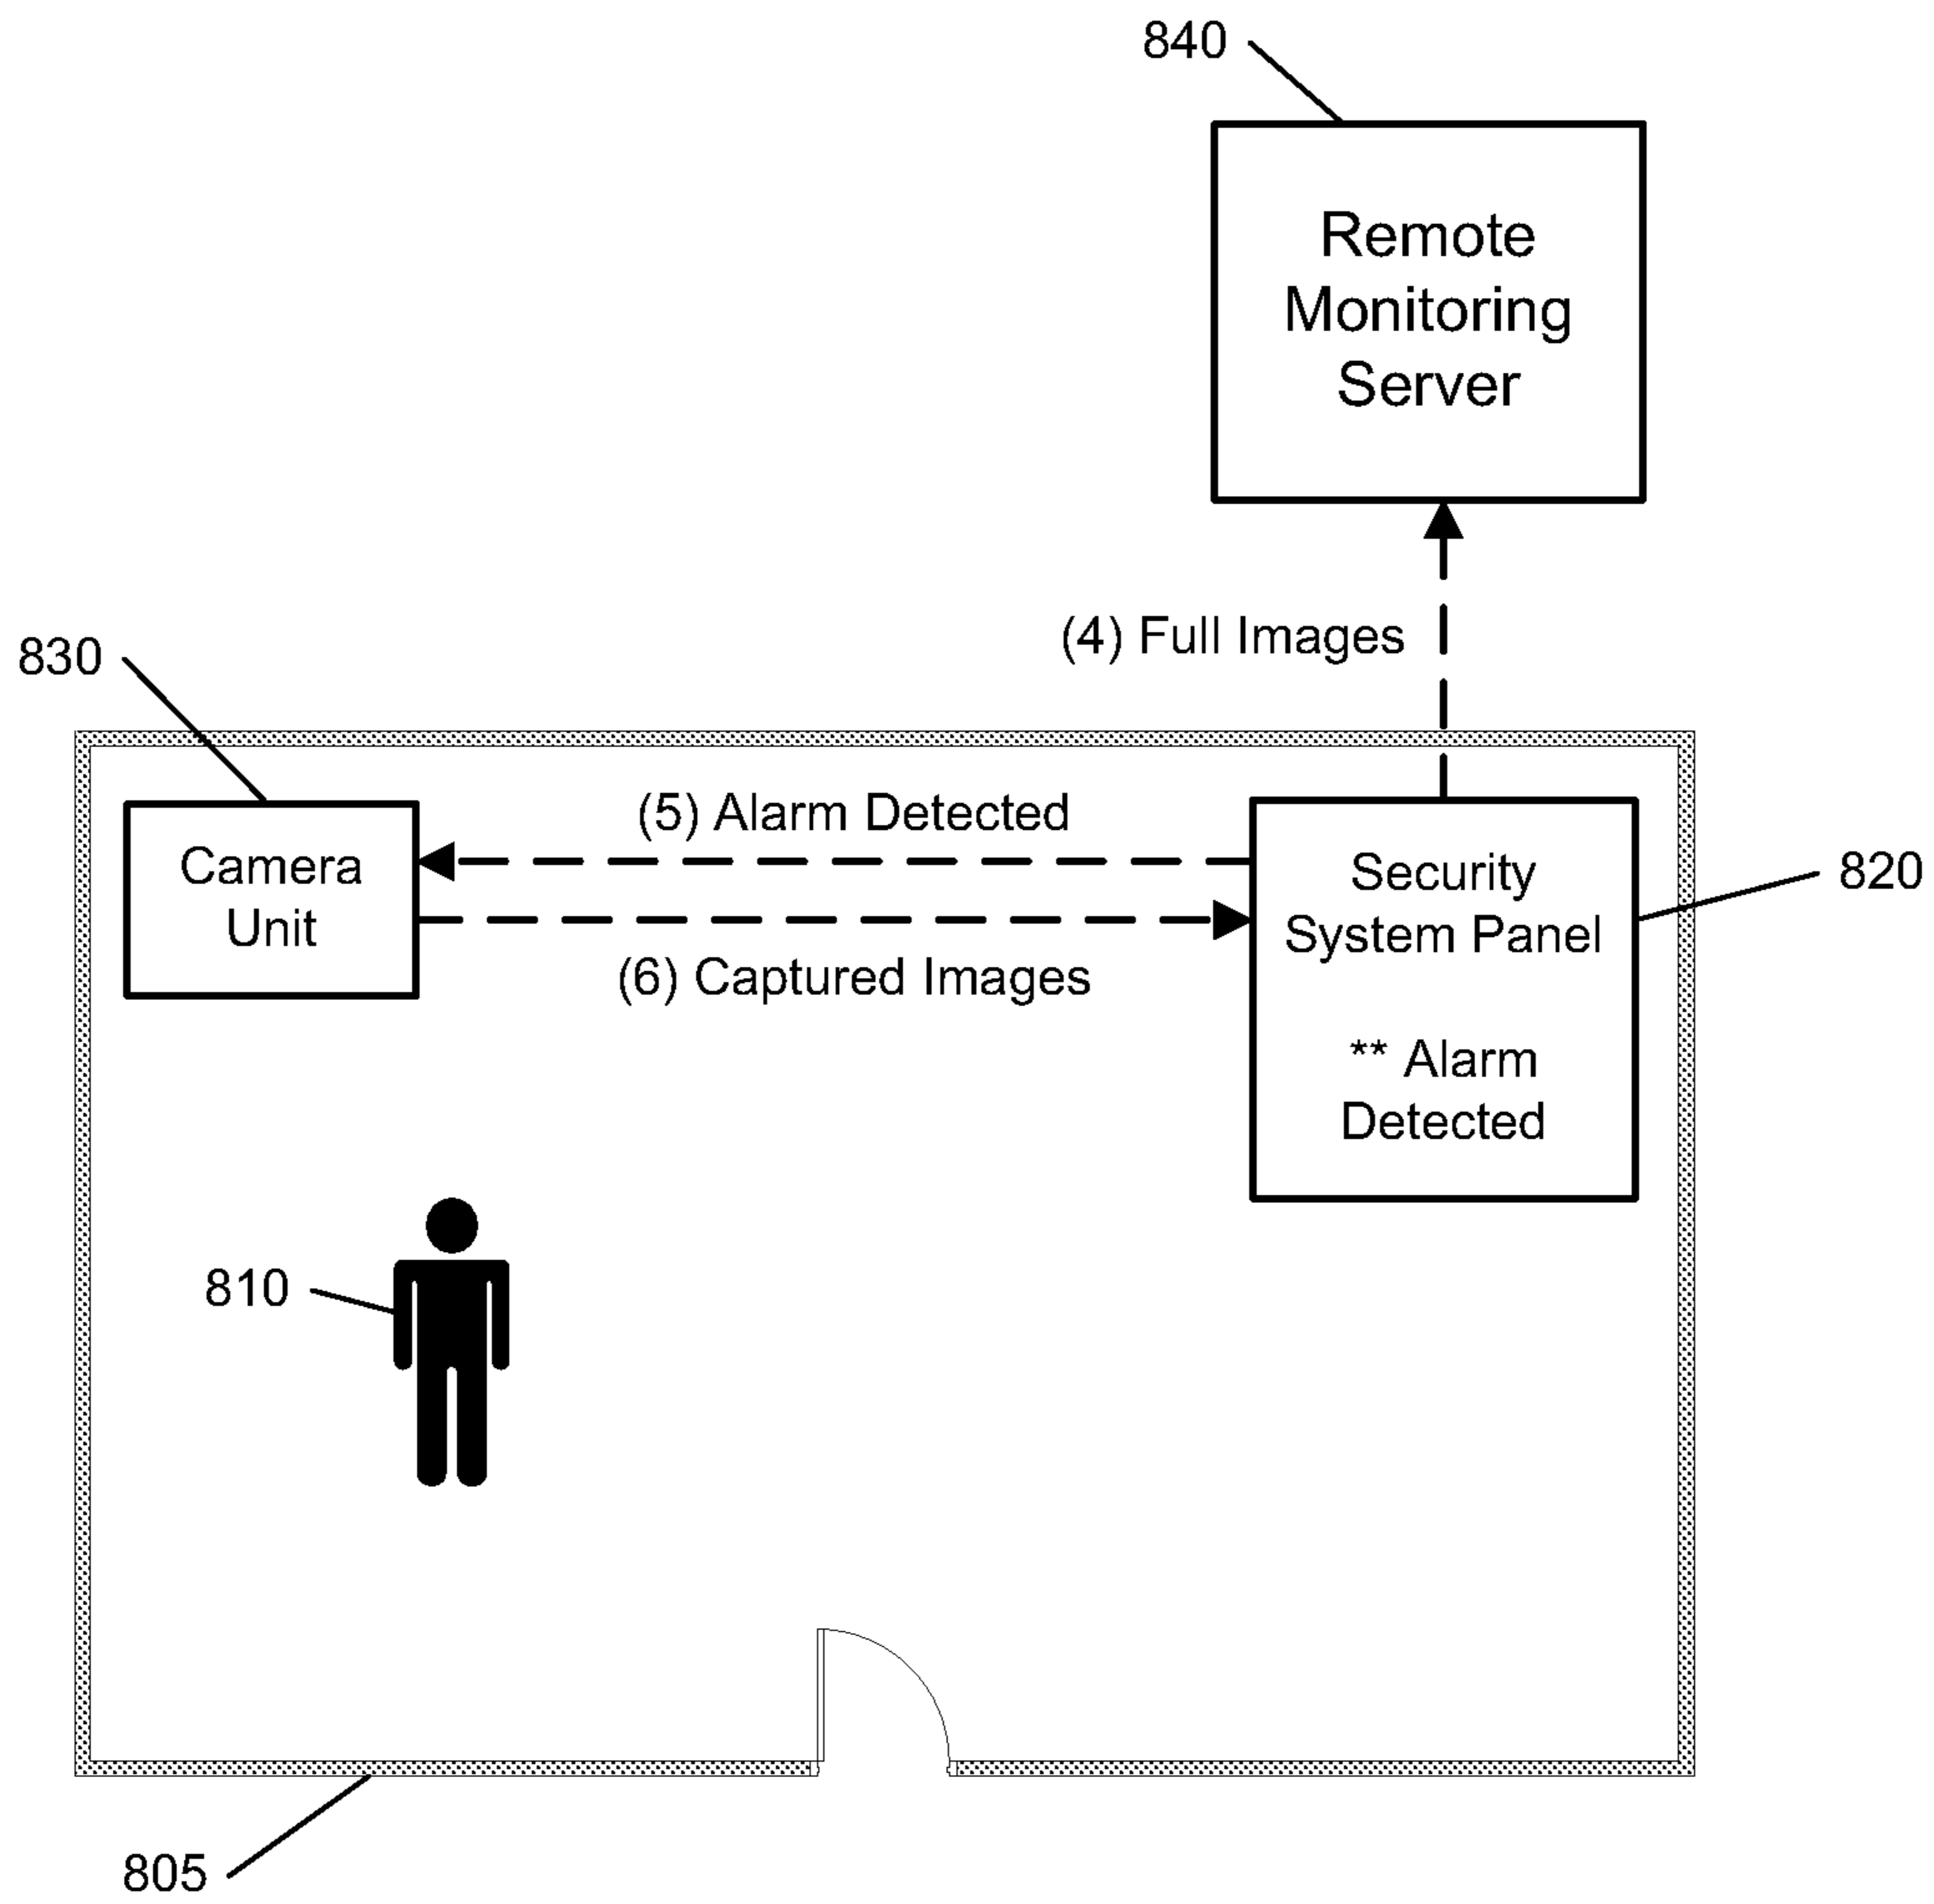 840
Remote
Monitoring
Server
(4) Full Images
830
(5) Alarm Detected
Camera
Unit
Security
System Panel
820
(6) Captured Images
** Alarm
Detected
810
805